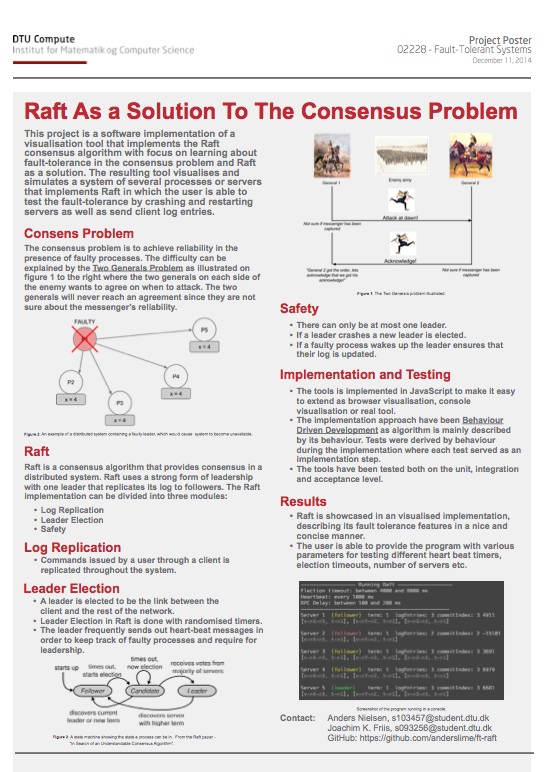 DTU Compute
Institut for Matematik og Computer Science
Project Poster
02228 - Fault-Tolerant Systems
December 11, 2014
Raft As a Solution To The Consensus Problem
This project is a software implementation of a
visualisation tool that implements the Raft
consensus algorithm with focus on learning about
fault-tolerance in the consensus problem and Raft
as a solution. The resulting tool visualises and
simulates a system of several processes or servers
that implements Raft in which the user is able to
test the fault-tolerance by crashing and restarting
servers as well as send client log entries.
Consens Problem
The consensus problem is to achieve reliability in the
presence of faulty processes. The difficulty can be
explained by the Two Generals Problem as illustrated on
figure 1 to the right where the two generals on each side of
the enemy wants to agree on when to attack. The two
generals will never reach an agreement since they are not
sure about the messenger's reliability.
FAULTY
P5
x = 4
P4
x = 4
P2
x = 4
P3
x = 4
Figure 2: An example of a distributed system containing a faulty leader, which would cause system to become unavailable.
Raft
Raft is a consensus algorithm that provides consensus in a
distributed system. Raft uses a strong form of leadership
with one leader that replicates its log to followers. The Raft
implementation can be divided into three modules:
• Log Replication
• Leader Election
• Safety
Log Replication
• Commands issued by a user through a client is
replicated throughout the system.
Leader Election
• A leader is elected to be the link between the
client and the rest of the network.
• Leader Election in Raft is done with randomised timers.
• The leader frequently sends out heart-beat messages in
order to keep track of faulty processes and require for
leadership.
starts up
times out,
starts election
times out,
new election
receives votes from
majority of servers
Follower
Candidate
Leader
discovers current
leader or new term
discovers server
with higher term
Figure 3: A state machine showing the state a process can be in. From the Raft paper -
"In Search of an Understandable Consensus Algorithm".
General 1
Enemy army
General 2
Attack at dawn!
Not sure if messenger has been
captured
Acknowledge!
"General 2 got the order, lets
acknowledge that we got his
acknowledge!"
Not sure if messenger has been
captured
Figure 1: The Two Generals problem illustrated.
Safety
• There can only be at most one leader.
• If a leader crashes a new leader is elected.
• If a faulty process wakes up the leader ensures that
their log is updated.
Implementation and Testing
• The tools is implemented in JavaScript to make it easy
to extend as browser visualisation, console
visualisation or real tool.
• The implementation approach have been Behaviour
Driven Development as algorithm is mainly described
by its behaviour. Tests were derived by behaviour
during the implementation where each test served as an
implementation step.
• The tools have been tested both on the unit, integration
and acceptance level.
Results
• Raft is showcased in an visualised implementation,
describing its fault tolerance features in a nice and
concise manner.
• The user is able to provide the program with various
parameters for testing different heart beat timers,
election timeouts, number of servers etc.
Running Raft
Election timeout: between 4000 and 8000 ms
Heartbeat: every 1000 ms
RPC Delay: between 100 and 200 ms
Server 1 (follower) term: 1 logEntries: 3 commitIndex: 3
Server 2 (follower) term: 1 logEntries: 2 commitIndex: 2
Server 3 (follower) term: 1 logEntries: 3 commitIndex: 3
Server 4 (follower) term: 1 logEntries: 3 commitIndex: 3
Server 5 (leader) term: 1 logEntries: 3 commitIndex: 3
Screenshot of the program running in a console.
Contact: Anders Nielsen, s103457@student.dtu.dk
Joachim K. Friis, s093256@student.dtu.dk
GitHub: https://github.com/anderslime/ft-raft